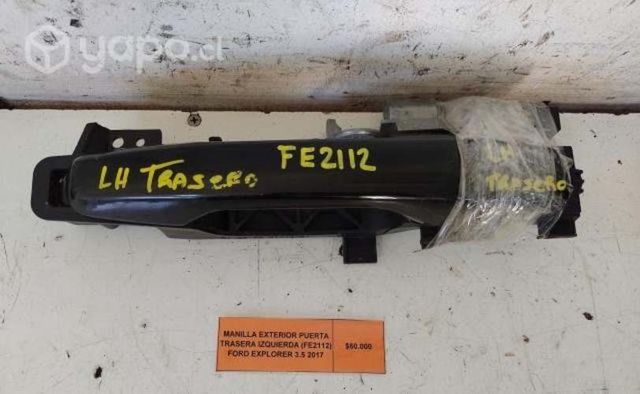 yapo.cl
FE2112
LH TRASERO
LH
TRASERO
MANILLA EXTERIOR PUERTA
TRASERA IZQUIERDA (FE2112)
FORD EXPLORER 3.5 2017
$60.000